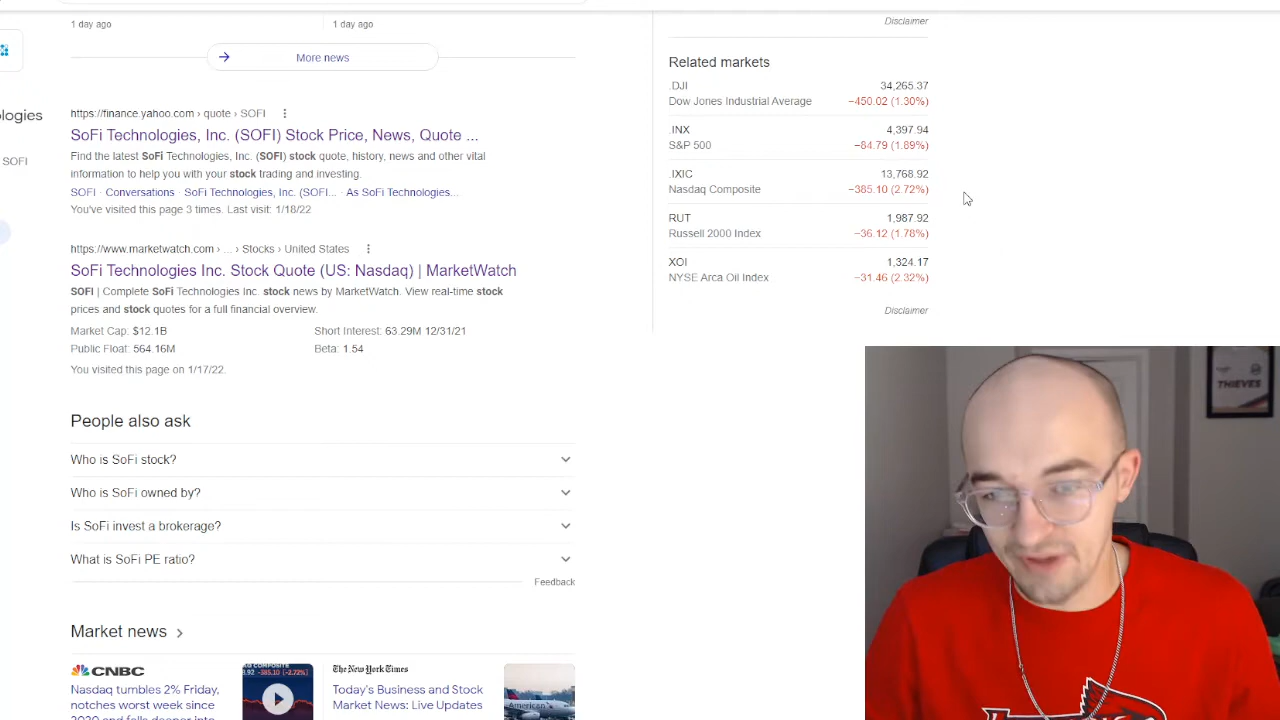 1 day ago
1 day ago
More news
ologies
SOFI
https://finance.yahoo.com › quote › SOFI
SoFi Technologies, Inc. (SOFI) Stock Price, News, Quote ...
Find the latest SoFi Technologies, Inc. (SOFI) stock quote, history, news and other vital
information to help you with your stock trading and investing.
SOFI · Conversations · SoFi Technologies, Inc. (SOFI... · As SoFi Technologies...
You've visited this page 3 times. Last visit: 1/18/22
https://www.marketwatch.com › ... › Stocks › United States
SoFi Technologies Inc. Stock Quote (US: Nasdaq) | MarketWatch
SOFI | Complete SoFi Technologies Inc. stock news by MarketWatch. View real-time stock
prices and stock quotes for a full financial overview.
Market Cap: $12.1B
Short Interest: 63.29M 12/31/21
Public Float: 564.16M
Beta: 1.54
You visited this page on 1/17/22.
People also ask
Who is SoFi stock?
Who is SoFi owned by?
Is SoFi invest a brokerage?
What is SoFi PE ratio?
Feedback
Market news
CNBC
Nasdaq tumbles 2% Friday,
notches worst week since
2020 and falls deeper into
The New York Times
Today's Business and Stock
Market News: Live Updates
Disclaimer
Related markets
.DJI 34,265.37
Dow Jones Industrial Average −450.02 (1.30%)
.INX 4,397.94
S&P 500 −84.79 (1.89%)
.IXIC 13,768.92
Nasdaq Composite −385.10 (2.72%)
RUT 1,987.92
Russell 2000 Index −36.12 (1.78%)
XOI 1,324.17
NYSE Arca Oil Index −31.46 (2.32%)
Disclaimer
THIEVES